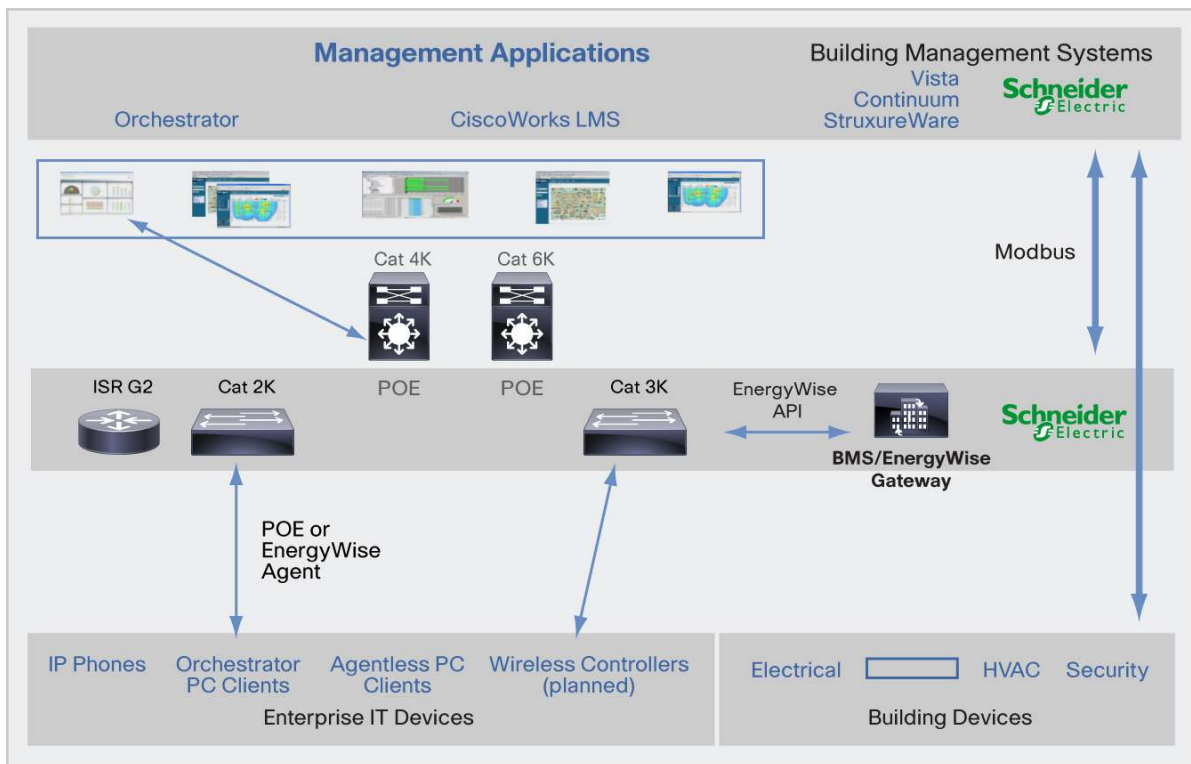 Management Applications
Building Management Systems
Vista
Continuum
StruxureWare
Schneider
Electric
Orchestrator
CiscoWorks LMS
Cat 4K
Cat 6K
Modbus
ISR G2
Cat 2K
POE
POE
Cat 3K
EnergyWise
API
BMS/EnergyWise
Gateway
Schneider
Electric
POE or
EnergyWise
Agent
IP Phones
Orchestrator
PC Clients
Agentless PC
Clients
Wireless Controllers
(planned)
Enterprise IT Devices
Electrical
HVAC
Security
Building Devices